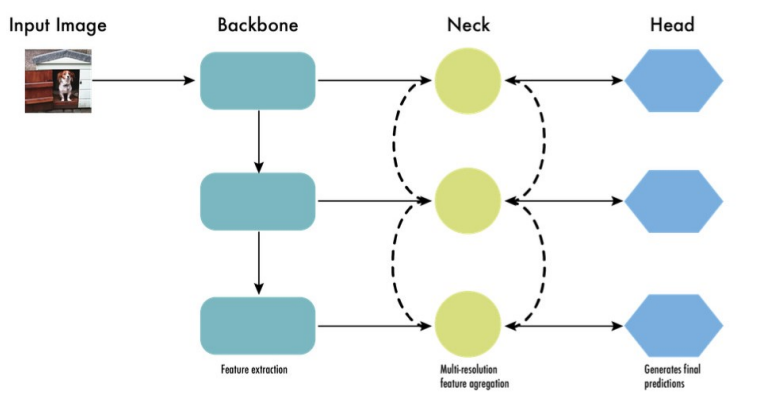 Input Image
Backbone
Neck
Head
Feature extraction
Multi-resolution
feature agregation
Generates final
predictions